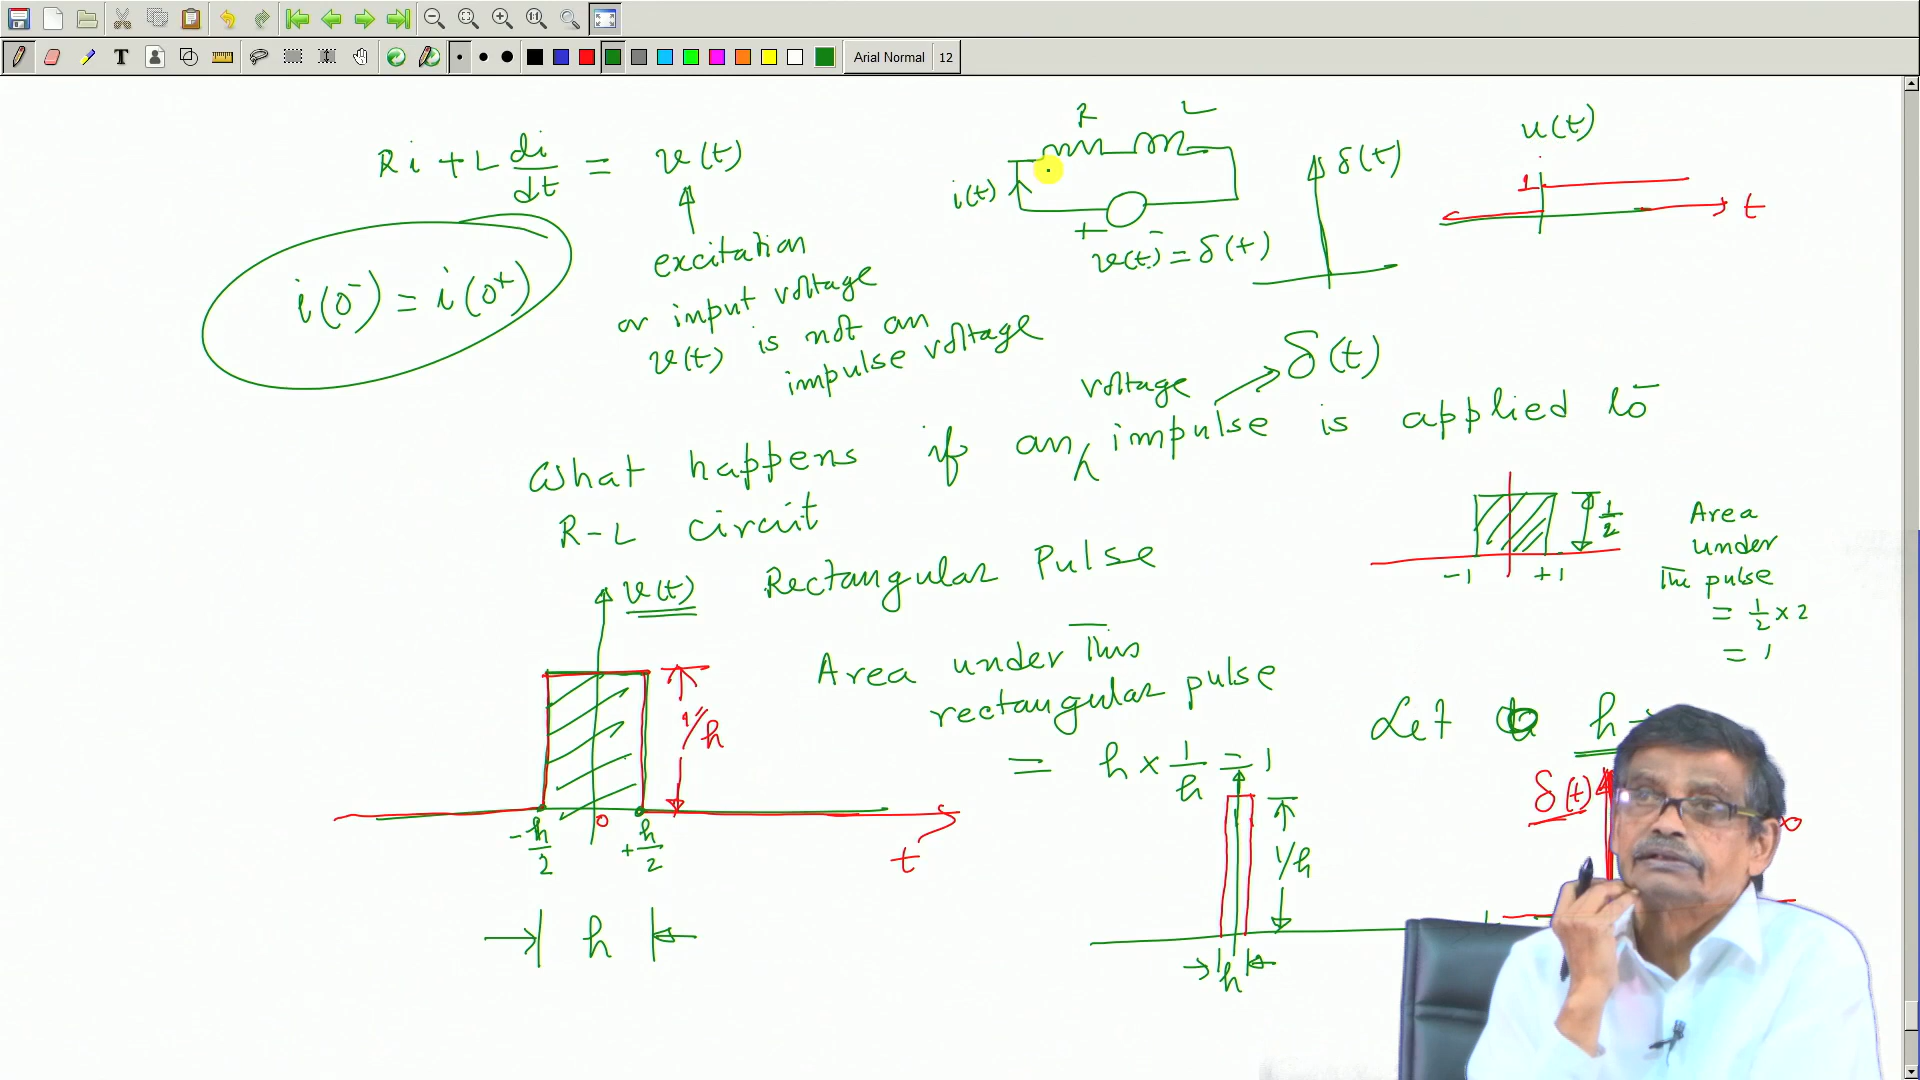 Arial Normal 12
Ri + L di/dt = v(t)
i(0⁻) = i(0⁺)
excitation
or input voltage
v(t) is not an
impulse voltage
R L
i(t)
+ -
v(t) = δ(t)
δ(t)
u(t)
1
t
voltage δ(t)
What happens if an impulse is applied to
R-L circuit
v(t) Rectangular Pulse
1/2
-1 +1
Area
under
The pulse
= 1/2 × 2
= 1
Area under This
rectangular pulse
= h × 1/h = 1
1/h
-h/2 0 +h/2
t
h
1/h
h
Let h →
δ(t)